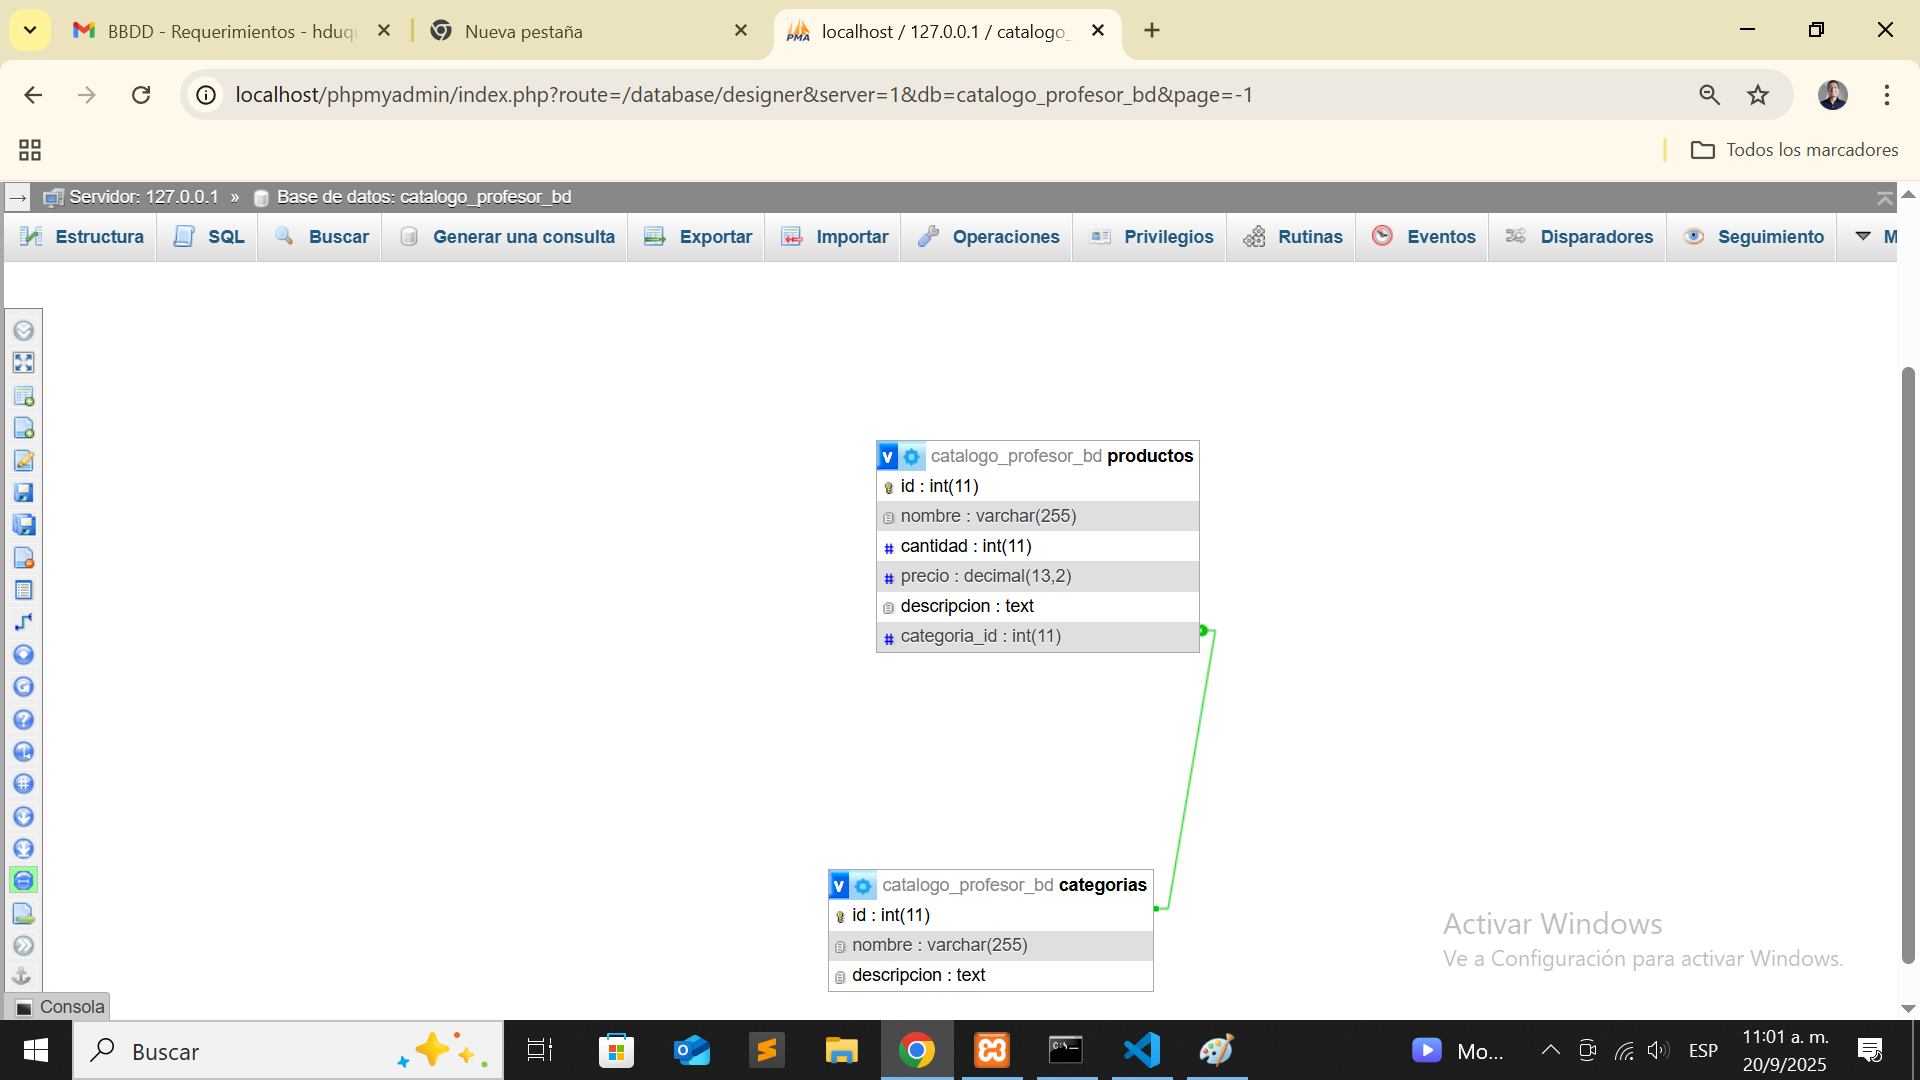 BBDD - Requerimientos - hduq
Nueva pestaña
localhost / 127.0.0.1 / catalogo_
localhost/phpmyadmin/index.php?route=/database/designer&server=1&db=catalogo_profesor_bd&page=-1
Todos los marcadores
Servidor: 127.0.0.1 » Base de datos: catalogo_profesor_bd
Estructura SQL Buscar Generar una consulta Exportar Importar Operaciones Privilegios Rutinas Eventos Disparadores Seguimiento M
v catalogo_profesor_bd productos
id : int(11)
nombre : varchar(255)
# cantidad : int(11)
# precio : decimal(13,2)
descripcion : text
# categoria_id : int(11)
v catalogo_profesor_bd categorias
id : int(11)
nombre : varchar(255)
descripcion : text
Activar Windows
Ve a Configuración para activar Windows.
Consola
Buscar
Mo...
ESP
11:01 a. m.
20/9/2025